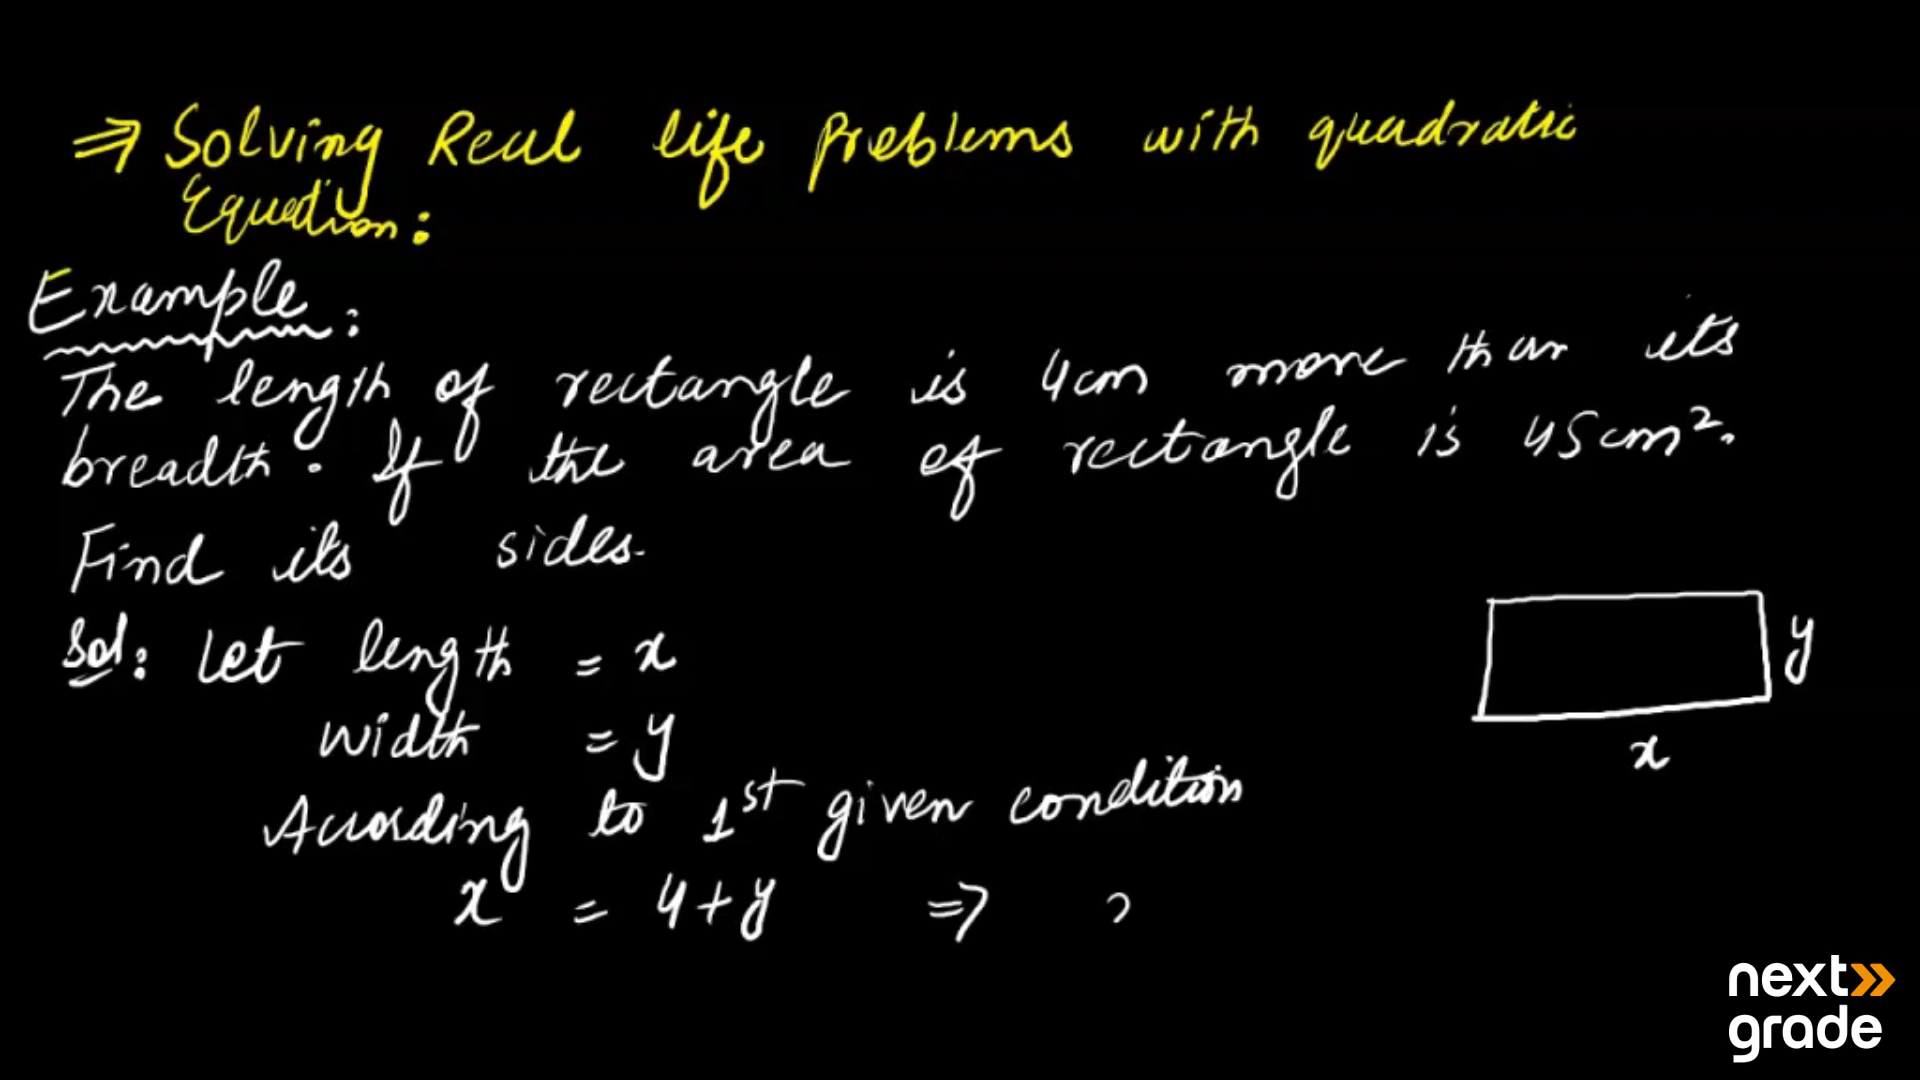 ⇒ Solving Real life Problems with quadratic
Equation:
Example:
The length of rectangle is 4cm more than its
breadth. If the area of rectangle is 45cm².
Find its sides.
Sol: Let length = x
width = y
y
x
According to 1st given condition
x = 4+y ⇒
next»
grade